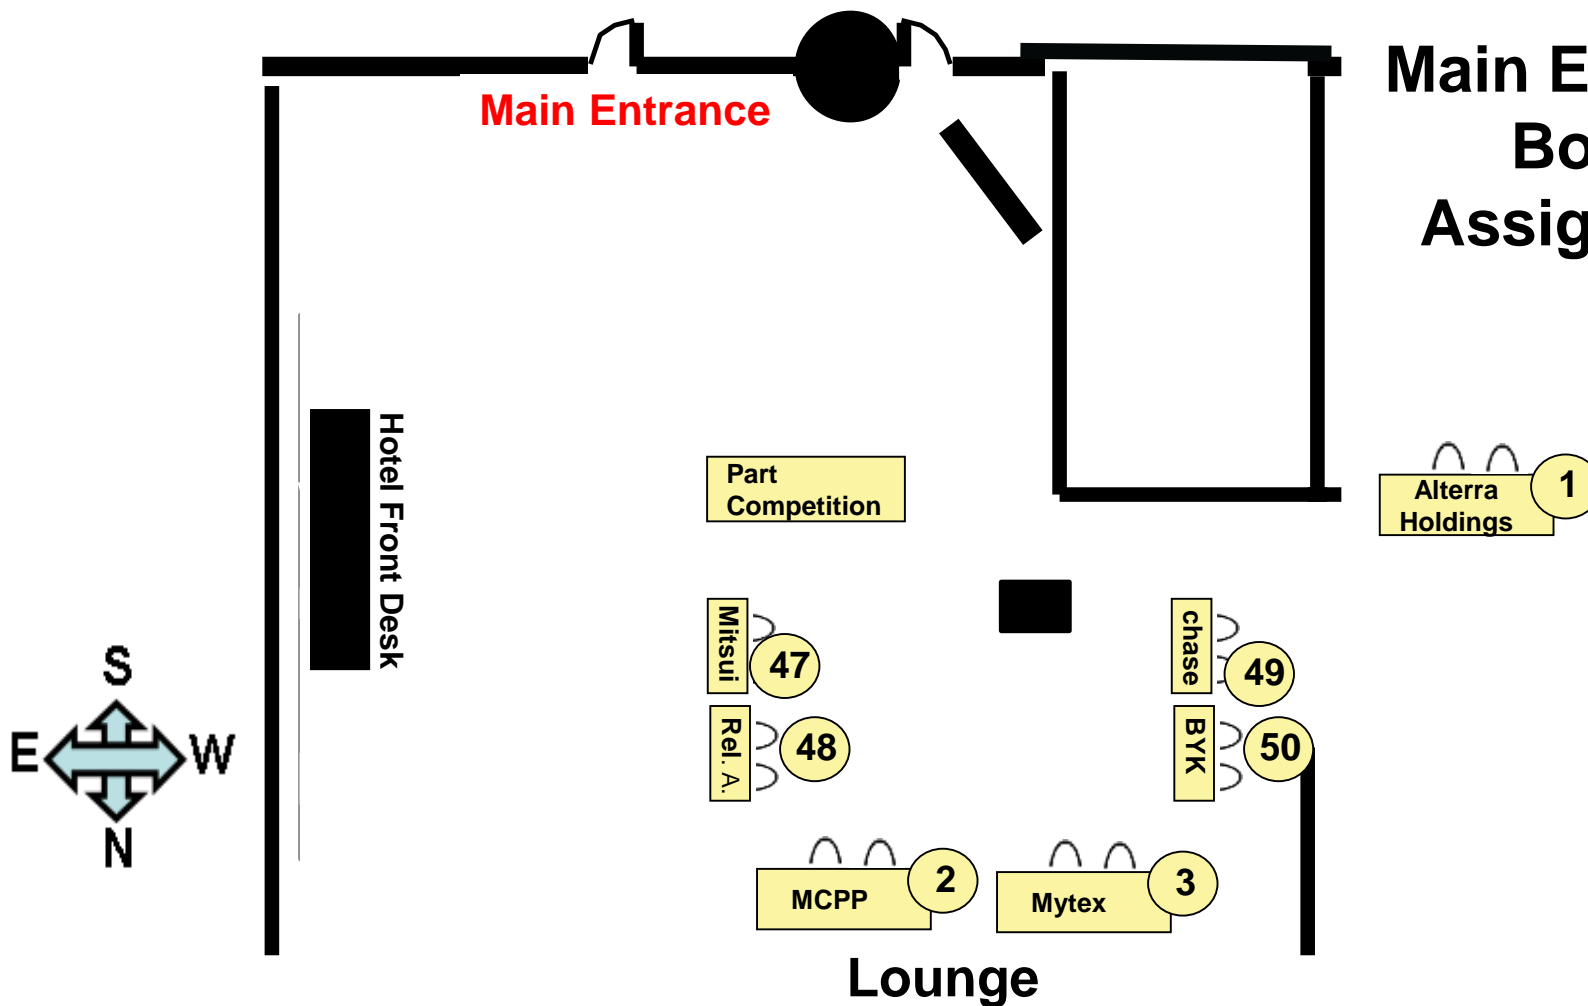 Main E
Bo
Assig
Main Entrance
Hotel Front Desk
Part
Competition
Alterra
Holdings
1
Mitsui
47
chase
49
Rel. A.
48
BYK
50
S
E
W
N
MCPP
2
Mytex
3
Lounge